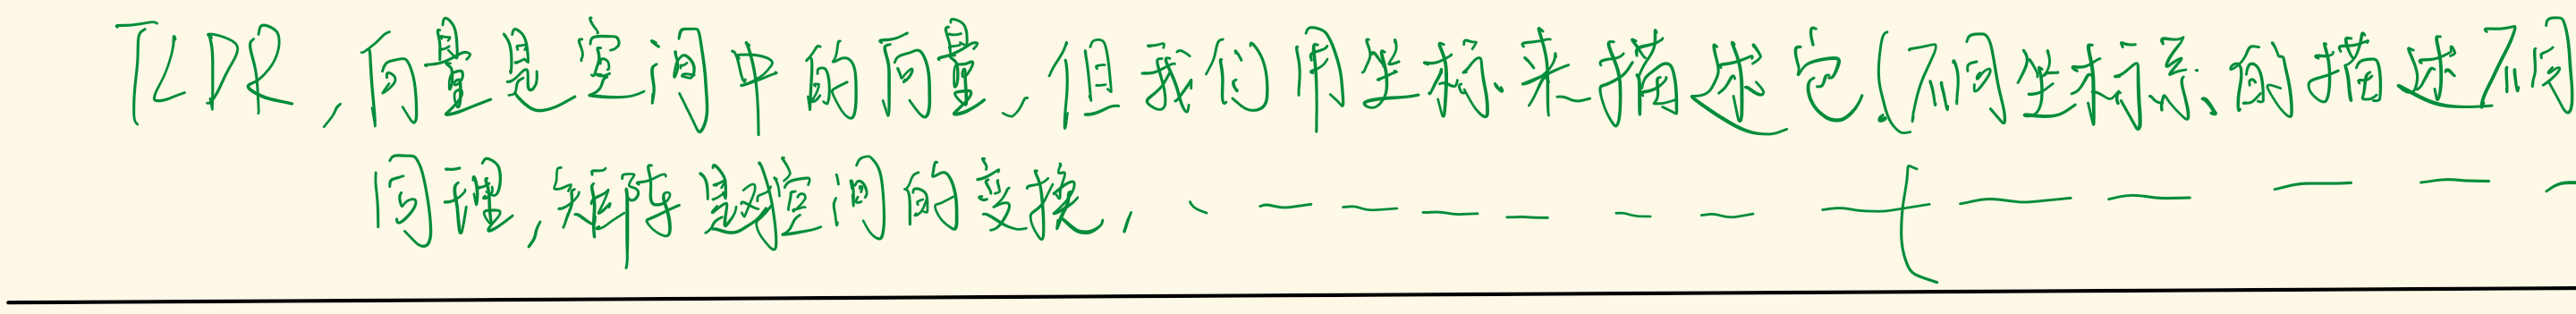 TLDR, 向量是空间中的向量, 但我们用坐标来描述它.(不同坐标系的描述不同
同理, 矩阵是对空间的变换, 、 — — — — — — — — ( — — — — —